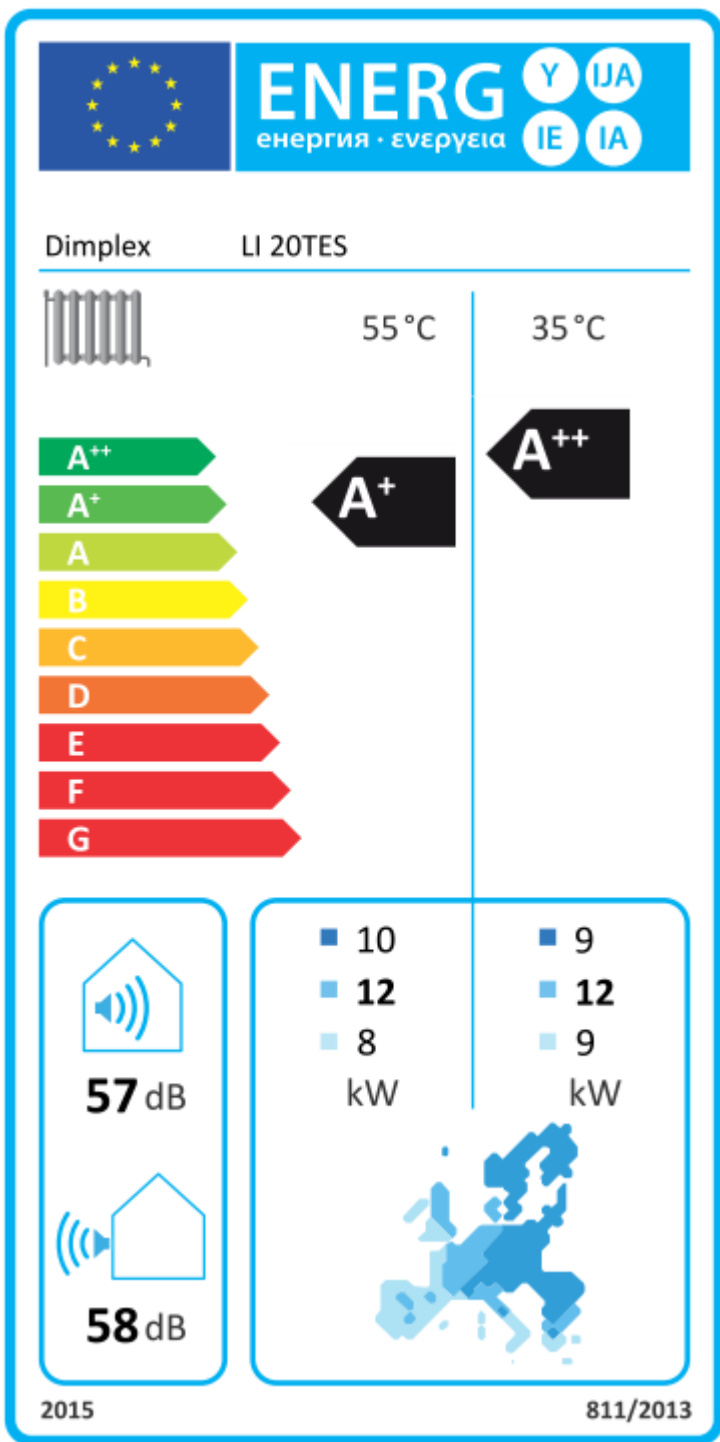 ENERG Y IJA
енергия · ενεργεια IE IA
Dimplex LI 20TES
55 °C 35 °C
A++
A++
A+
A+
A
B
C
D
E
F
G
10 9
12 12
8 9
kW kW
57 dB
58 dB
2015 811/2013